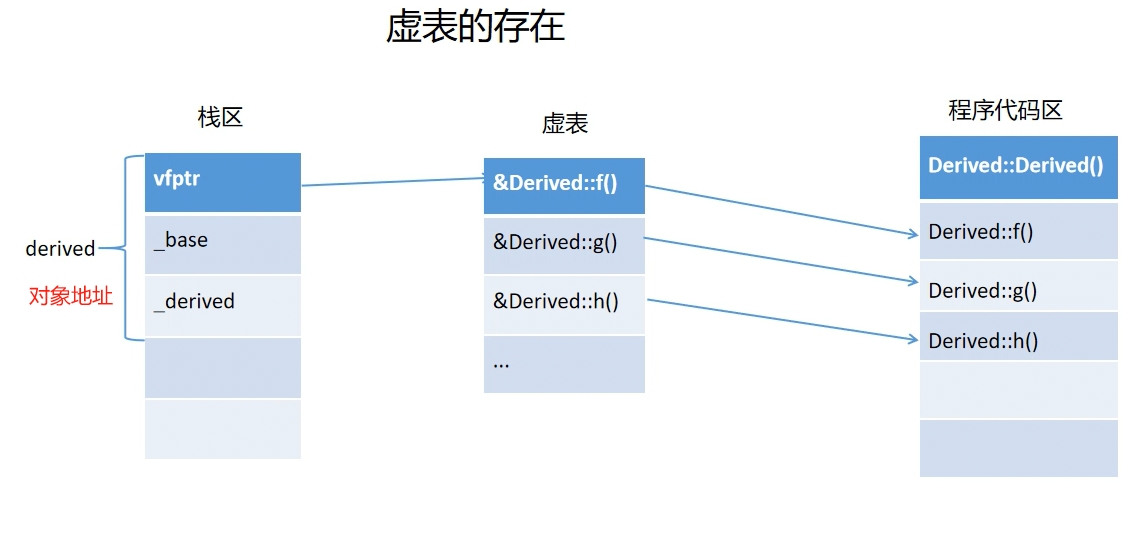 虚表的存在
栈区
虚表
程序代码区
derived
对象地址
vfptr
_base
_derived
&Derived::f()
&Derived::g()
&Derived::h()
...
Derived::Derived()
Derived::f()
Derived::g()
Derived::h()